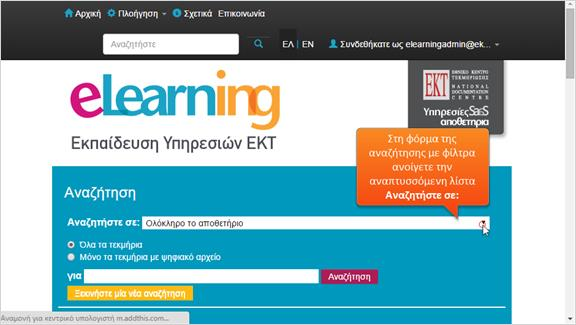 Αρχική Πλοήγηση Σχετικά Επικοινωνία
Αναζητήστε ΕΛ | EN Συνδεθήκατε ως elearningadmin@ek...
eLearning
Εκπαίδευση Υπηρεσιών ΕΚΤ
ΕΚΤ
ΕΘΝΙΚΟ ΚΕΝΤΡΟ
ΤΕΚΜΗΡΙΩΣΗΣ
NATIONAL
DOCUMENTATION
CENTRE
Υπηρεσίες SaaS
αποθετήρια
Στη φόρμα της
αναζήτησης με φίλτρα
ανοίγετε την
αναπτυσσόμενη λίστα
Αναζητήστε σε:
Αναζήτηση
Αναζητήστε σε: Ολόκληρο το αποθετήριο
Όλα τα τεκμήρια
Μόνο τα τεκμήρια με ψηφιακό αρχείο
για Αναζήτηση
Ξεκινήστε μία νέα αναζήτηση
Αναμονή για κεντρικό υπολογιστή m.addthis.com...